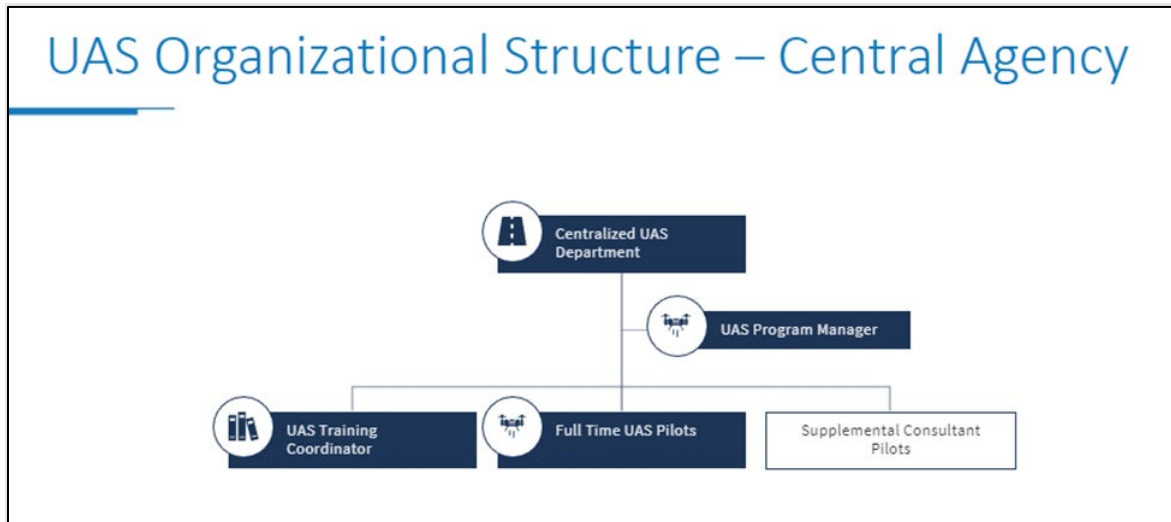 UAS Organizational Structure – Central Agency
Centralized UAS
Department
UAS Program Manager
UAS Training
Coordinator
Full Time UAS Pilots
Supplemental Consultant
Pilots